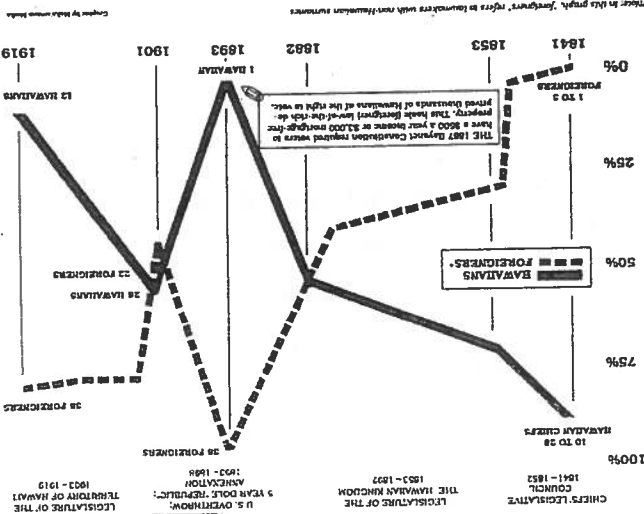 CHIEFS' LEGISLATIVE
COUNCIL
1841-1852
LEGISLATURE OF THE
THE HAWAIIAN KINGDOM
1853-1892
U. S. OVERTHROW;
5 YEAR DOLE "REPUBLIC";
ANNEXATION
1893-1898
LEGISLATURE OF THE
TERRITORY OF HAWAI'I
1903-1919
100%
75%
50%
25%
0%
10 TO 28
HAWAIIAN CHIEFS
38 FOREIGNERS
38 FOREIGNERS
HAWAIIANS
FOREIGNERS*
26 HAWAIIANS
22 FOREIGNERS
THE 1887 Bayonet Constitution required voters to
have a $600 a year income or $3,000 mortgage-free
property. This haole (foreigner) law-of-the-rich de-
prived thousands of Hawaiians of the right to vote.
1 TO 3
FOREIGNERS
1 HAWAIIAN
12 HAWAIIANS
1841
1853
1882
1893
1901
1919
*Note: In this graph, "foreigners" refers to lawmakers with non-Hawaiian surnames
Graphic by